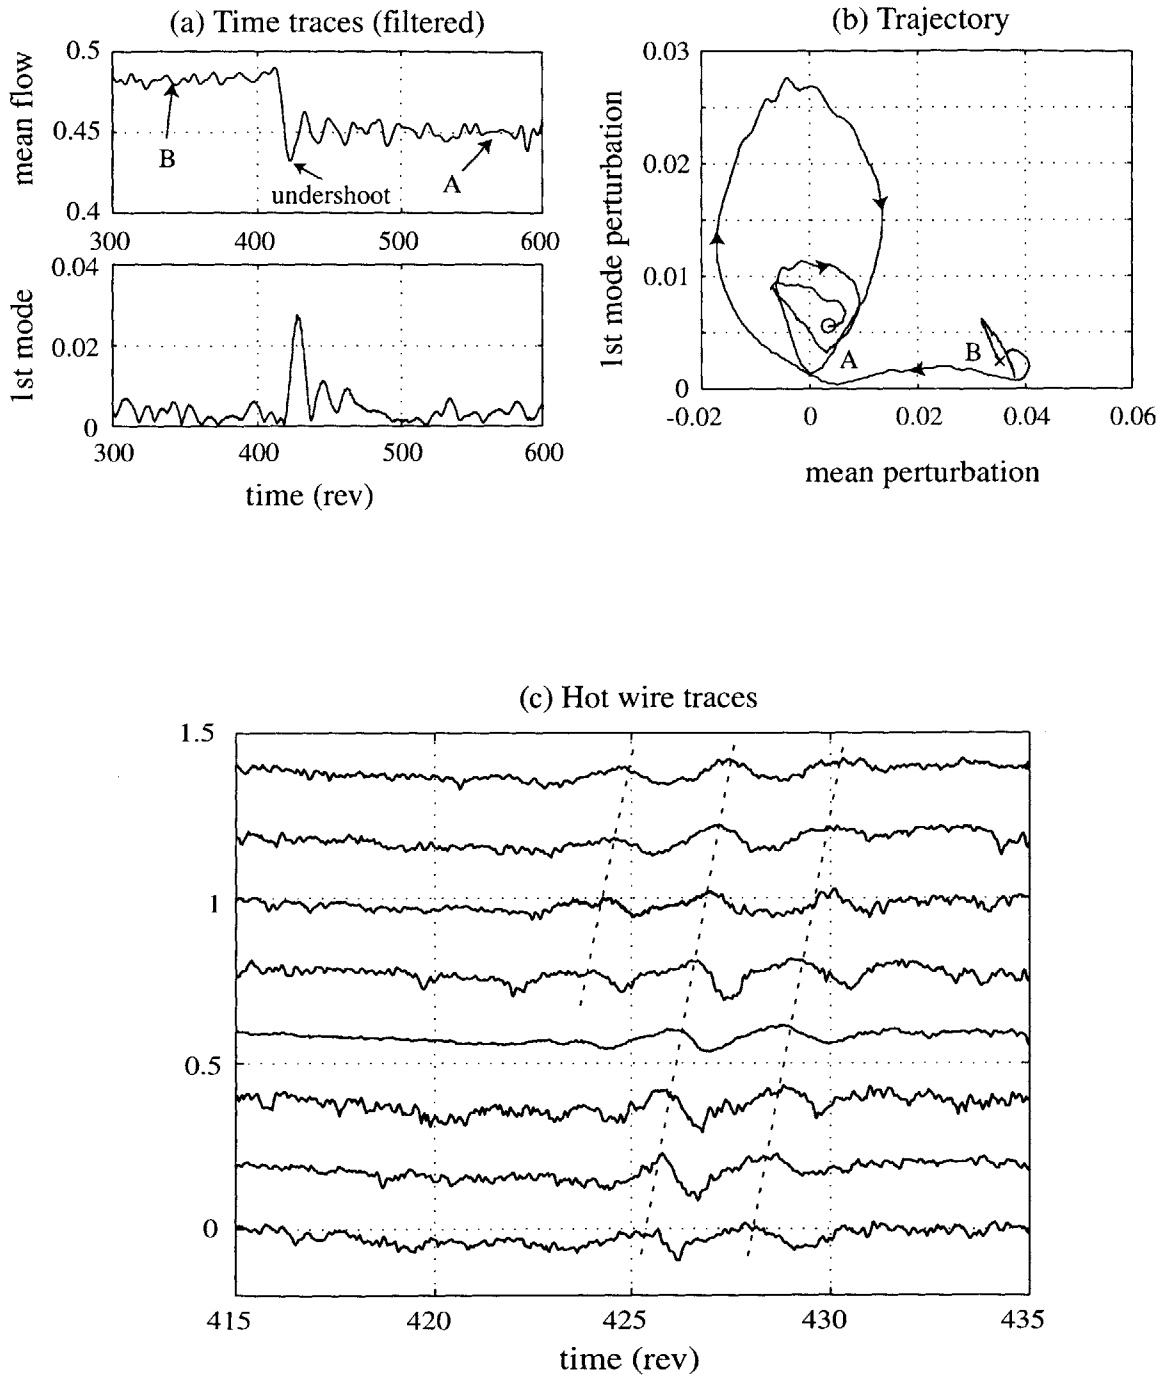 (a) Time traces (filtered)
mean flow
0.5
0.45
0.4
B
A
undershoot
300 400 500 600
1st mode
0.04
0.02
0
300 400 500 600
time (rev)
(b) Trajectory
1st mode perturbation
0.03
0.02
0.01
0
A
B
-0.02 0 0.02 0.04 0.06
mean perturbation
(c) Hot wire traces
1.5
1
0.5
0
415 420 425 430 435
time (rev)